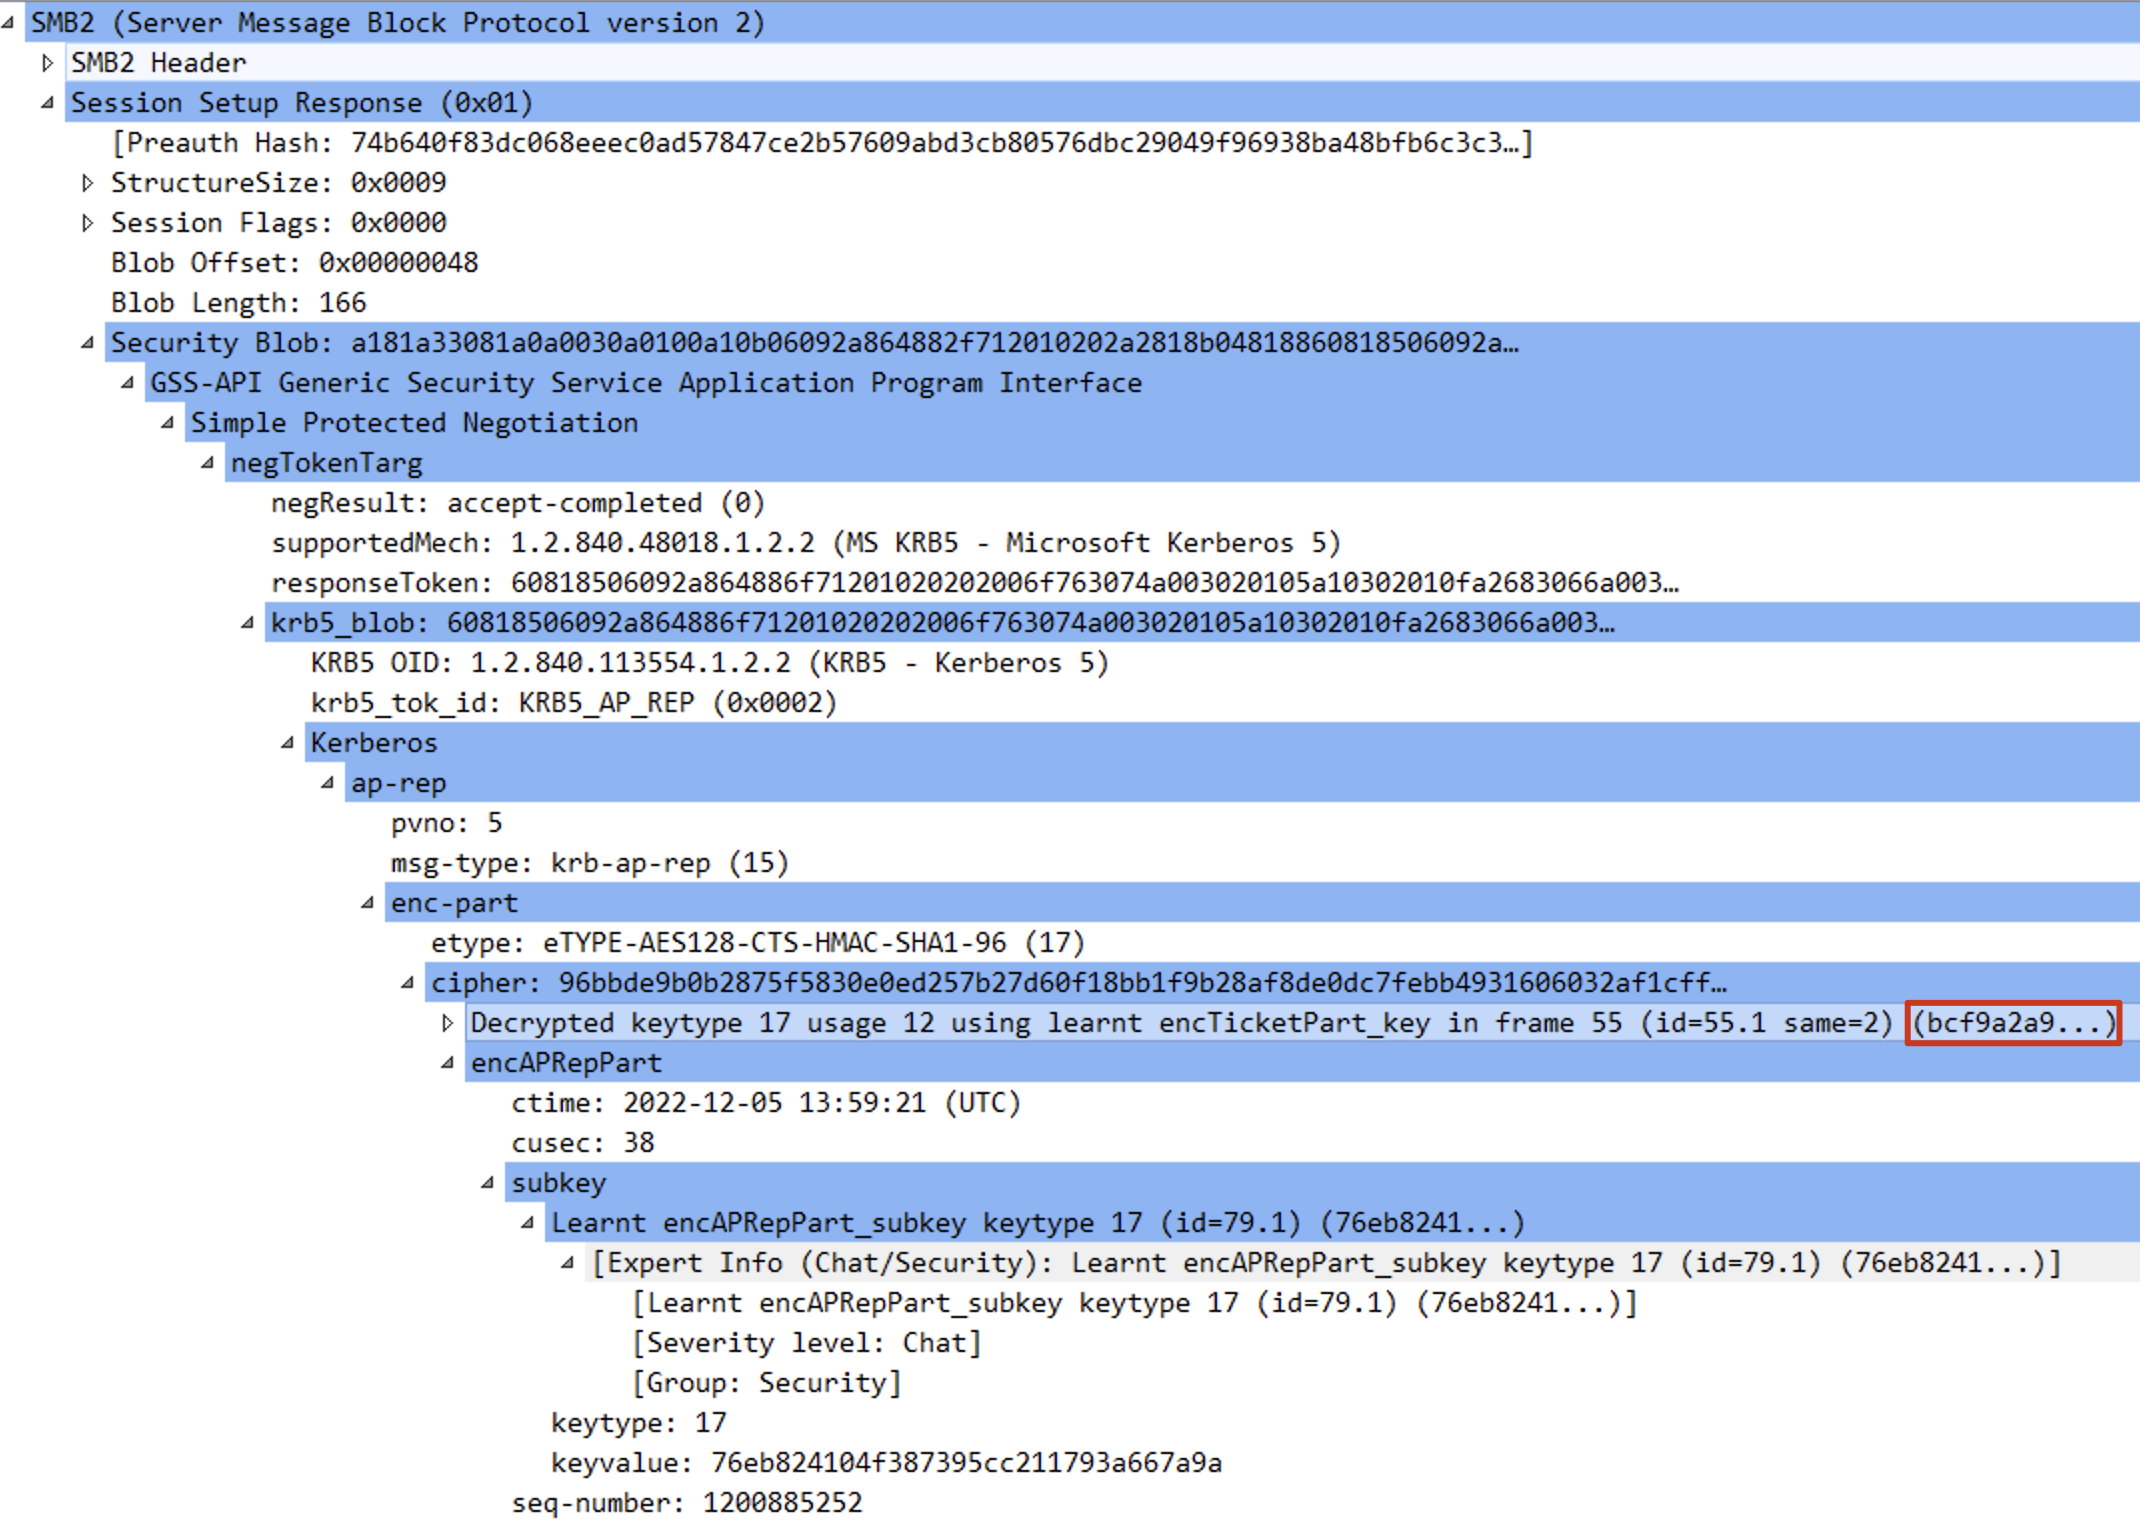 SMB2 (Server Message Block Protocol version 2)
SMB2 Header
Session Setup Response (0x01)
[Preauth Hash: 74b640f83dc068eeec0ad57847ce2b57609abd3cb80576dbc29049f96938ba48bfb6c3c3…]
StructureSize: 0x0009
Session Flags: 0x0000
Blob Offset: 0x00000048
Blob Length: 166
Security Blob: a181a33081a0a0030a0100a10b06092a864882f712010202a2818b04818860818506092a…
GSS-API Generic Security Service Application Program Interface
Simple Protected Negotiation
negTokenTarg
negResult: accept-completed (0)
supportedMech: 1.2.840.48018.1.2.2 (MS KRB5 - Microsoft Kerberos 5)
responseToken: 60818506092a864886f71201020202006f763074a003020105a10302010fa2683066a003…
krb5_blob: 60818506092a864886f71201020202006f763074a003020105a10302010fa2683066a003…
KRB5 OID: 1.2.840.113554.1.2.2 (KRB5 - Kerberos 5)
krb5_tok_id: KRB5_AP_REP (0x0002)
Kerberos
ap-rep
pvno: 5
msg-type: krb-ap-rep (15)
enc-part
etype: eTYPE-AES128-CTS-HMAC-SHA1-96 (17)
cipher: 96bbde9b0b2875f5830e0ed257b27d60f18bb1f9b28af8de0dc7febb4931606032af1cff…
Decrypted keytype 17 usage 12 using learnt encTicketPart_key in frame 55 (id=55.1 same=2) (bcf9a2a9...)
encAPRepPart
ctime: 2022-12-05 13:59:21 (UTC)
cusec: 38
subkey
Learnt encAPRepPart_subkey keytype 17 (id=79.1) (76eb8241...)
[Expert Info (Chat/Security): Learnt encAPRepPart_subkey keytype 17 (id=79.1) (76eb8241...)]
[Learnt encAPRepPart_subkey keytype 17 (id=79.1) (76eb8241...)]
[Severity level: Chat]
[Group: Security]
keytype: 17
keyvalue: 76eb824104f387395cc211793a667a9a
seq-number: 1200885252